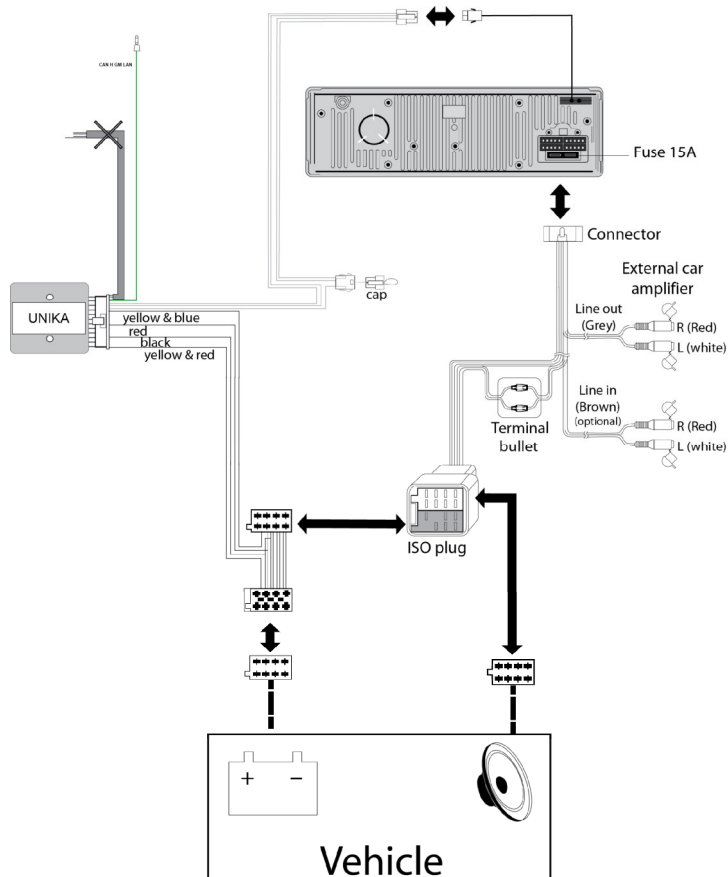 CAN H GM LAN
Fuse 15A
Connector
External car
amplifier
cap
UNIKA
yellow & blue
red
black
yellow & red
Line out
(Grey)
R (Red)
L (white)
Line in
(Brown)
(optional)
R (Red)
L (white)
Terminal
bullet
ISO plug
+ −
Vehicle